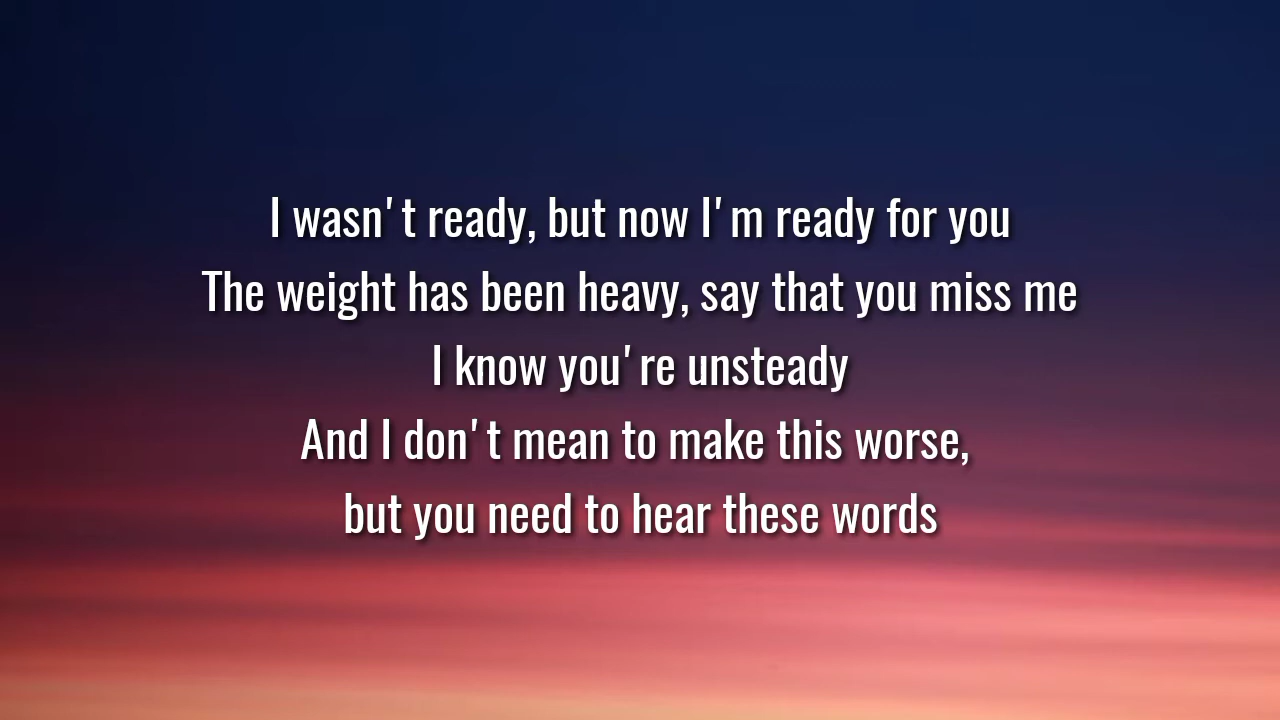 I wasn't ready, but now I'm ready for you
The weight has been heavy, say that you miss me
I know you're unsteady
And I don't mean to make this worse,
but you need to hear these words